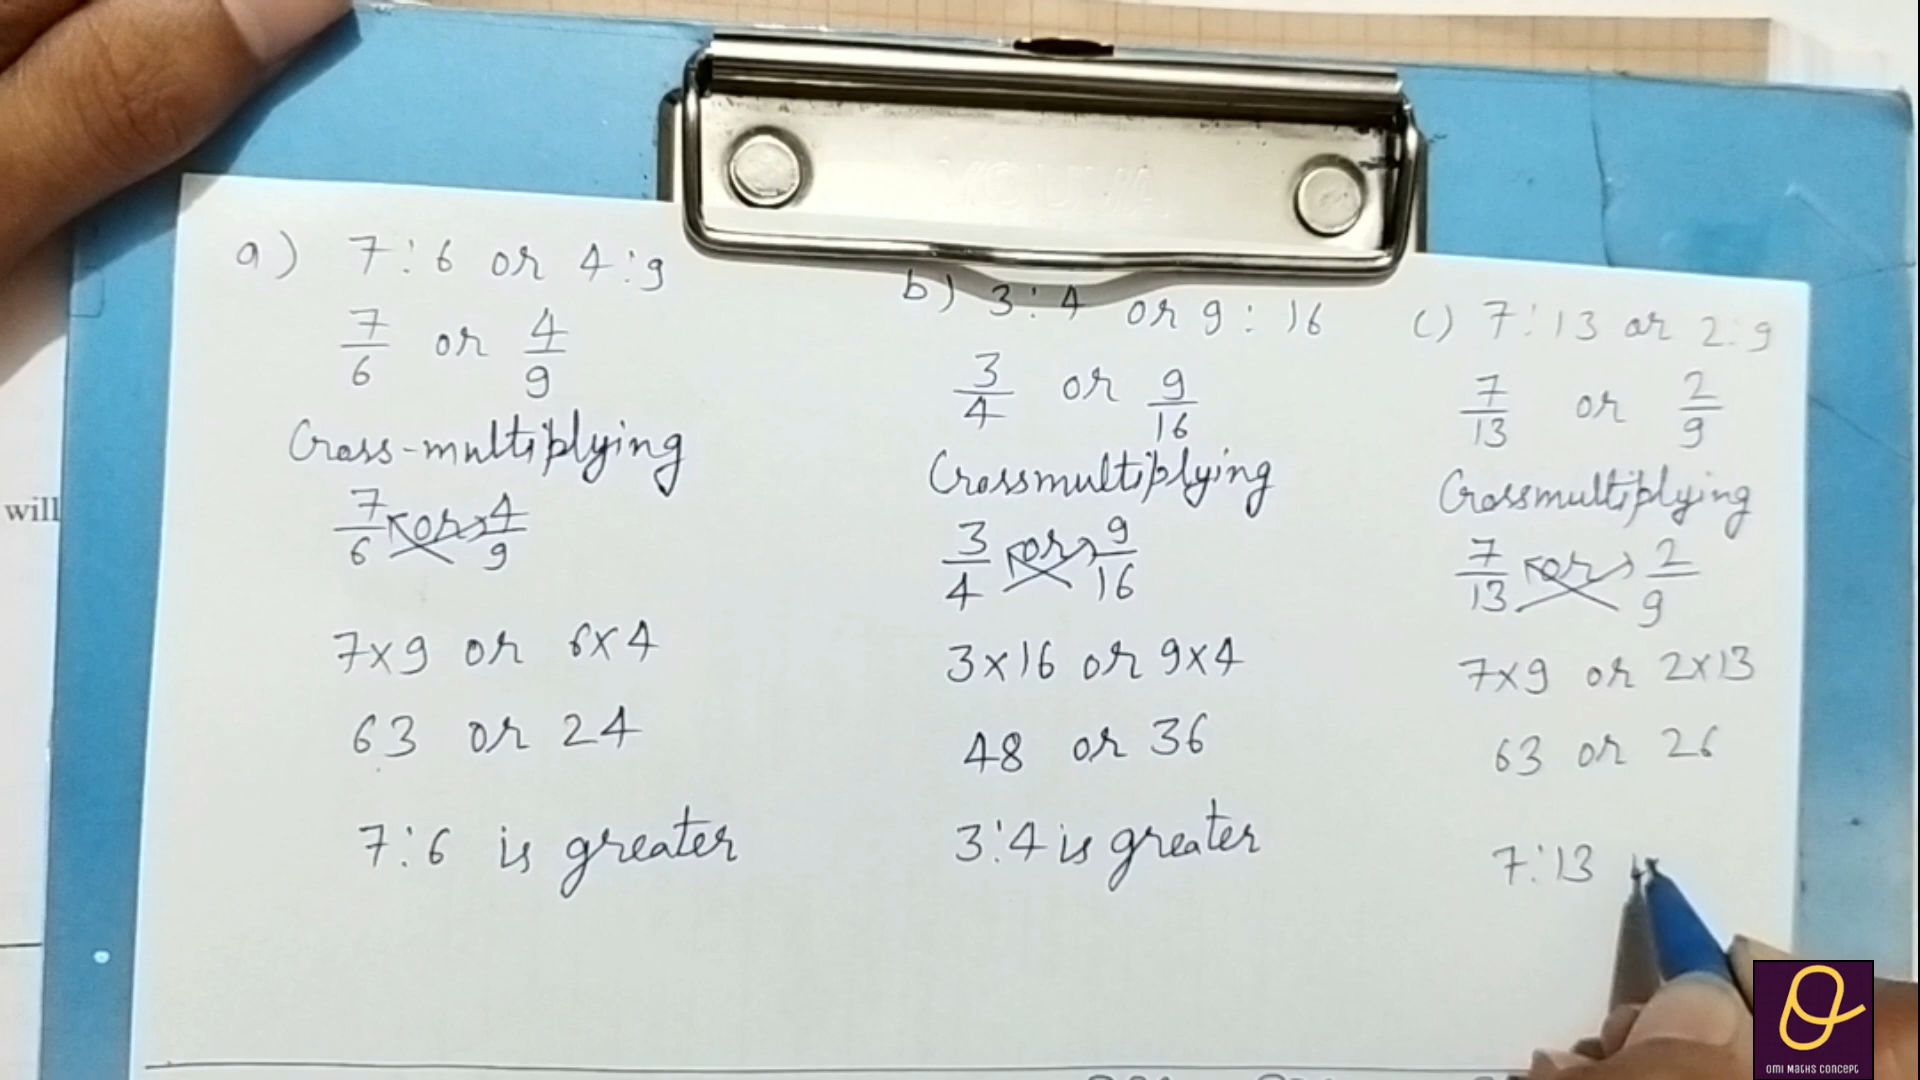 YOUVA
will
a) 7:6 or 4:9
7/6 or 4/9
Cross-multiplying
7/6 or 4/9
7×9 or 6×4
63 or 24
7:6 is greater
b) 3:4 or 9:16
3/4 or 9/16
Crossmultiplying
3/4 or 9/16
3×16 or 9×4
48 or 36
3:4 is greater
c) 7:13 or 2:9
7/13 or 2/9
Crossmultiplying
7/13 or 2/9
7×9 or 2×13
63 or 26
7:13
OMI MATHS CONCEPT